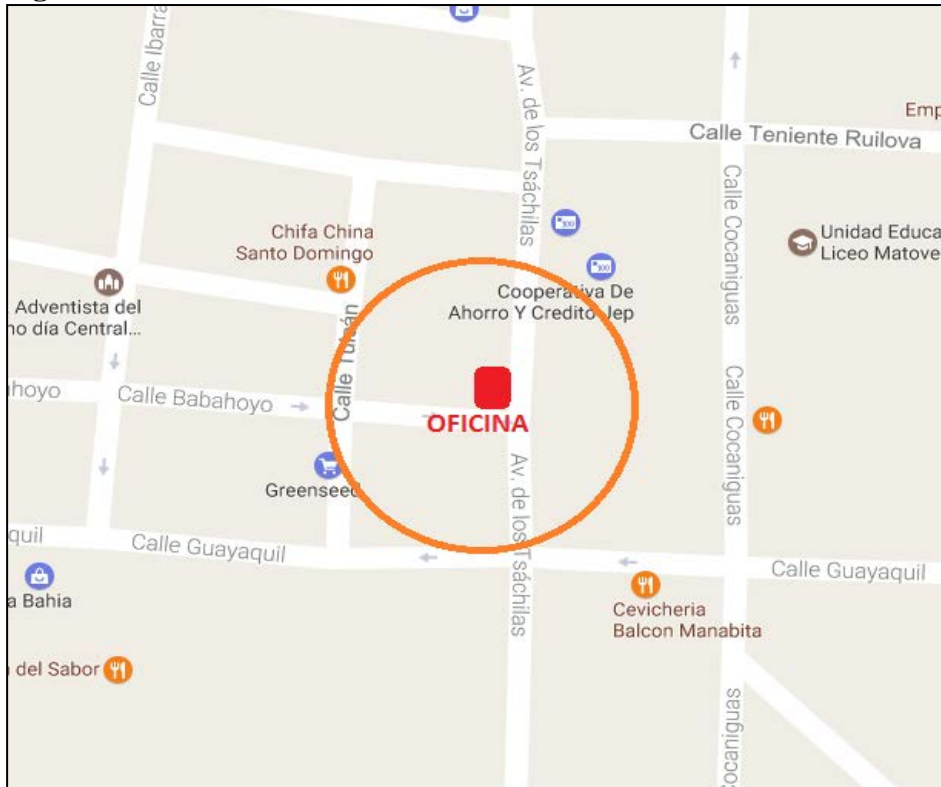 Calle Ibarra
Av. de los Tsáchilas
Calle Teniente Ruilova
Emp
Calle Cocaniguas
Chifa China
Santo Domingo
Unidad Educa
Liceo Matove
Adventista del
no día Central...
Cooperativa De
Ahorro Y Credito Jep
Calle Tulcán
ahoyo
Calle Babahoyo
OFICINA
Calle Cocaniguas
Greenseed
Av. de los Tsáchilas
quil
Calle Guayaquil
Calle Guayaquil
a Bahia
Cevicheria
Balcon Manabita
del Sabor
ocaniguas